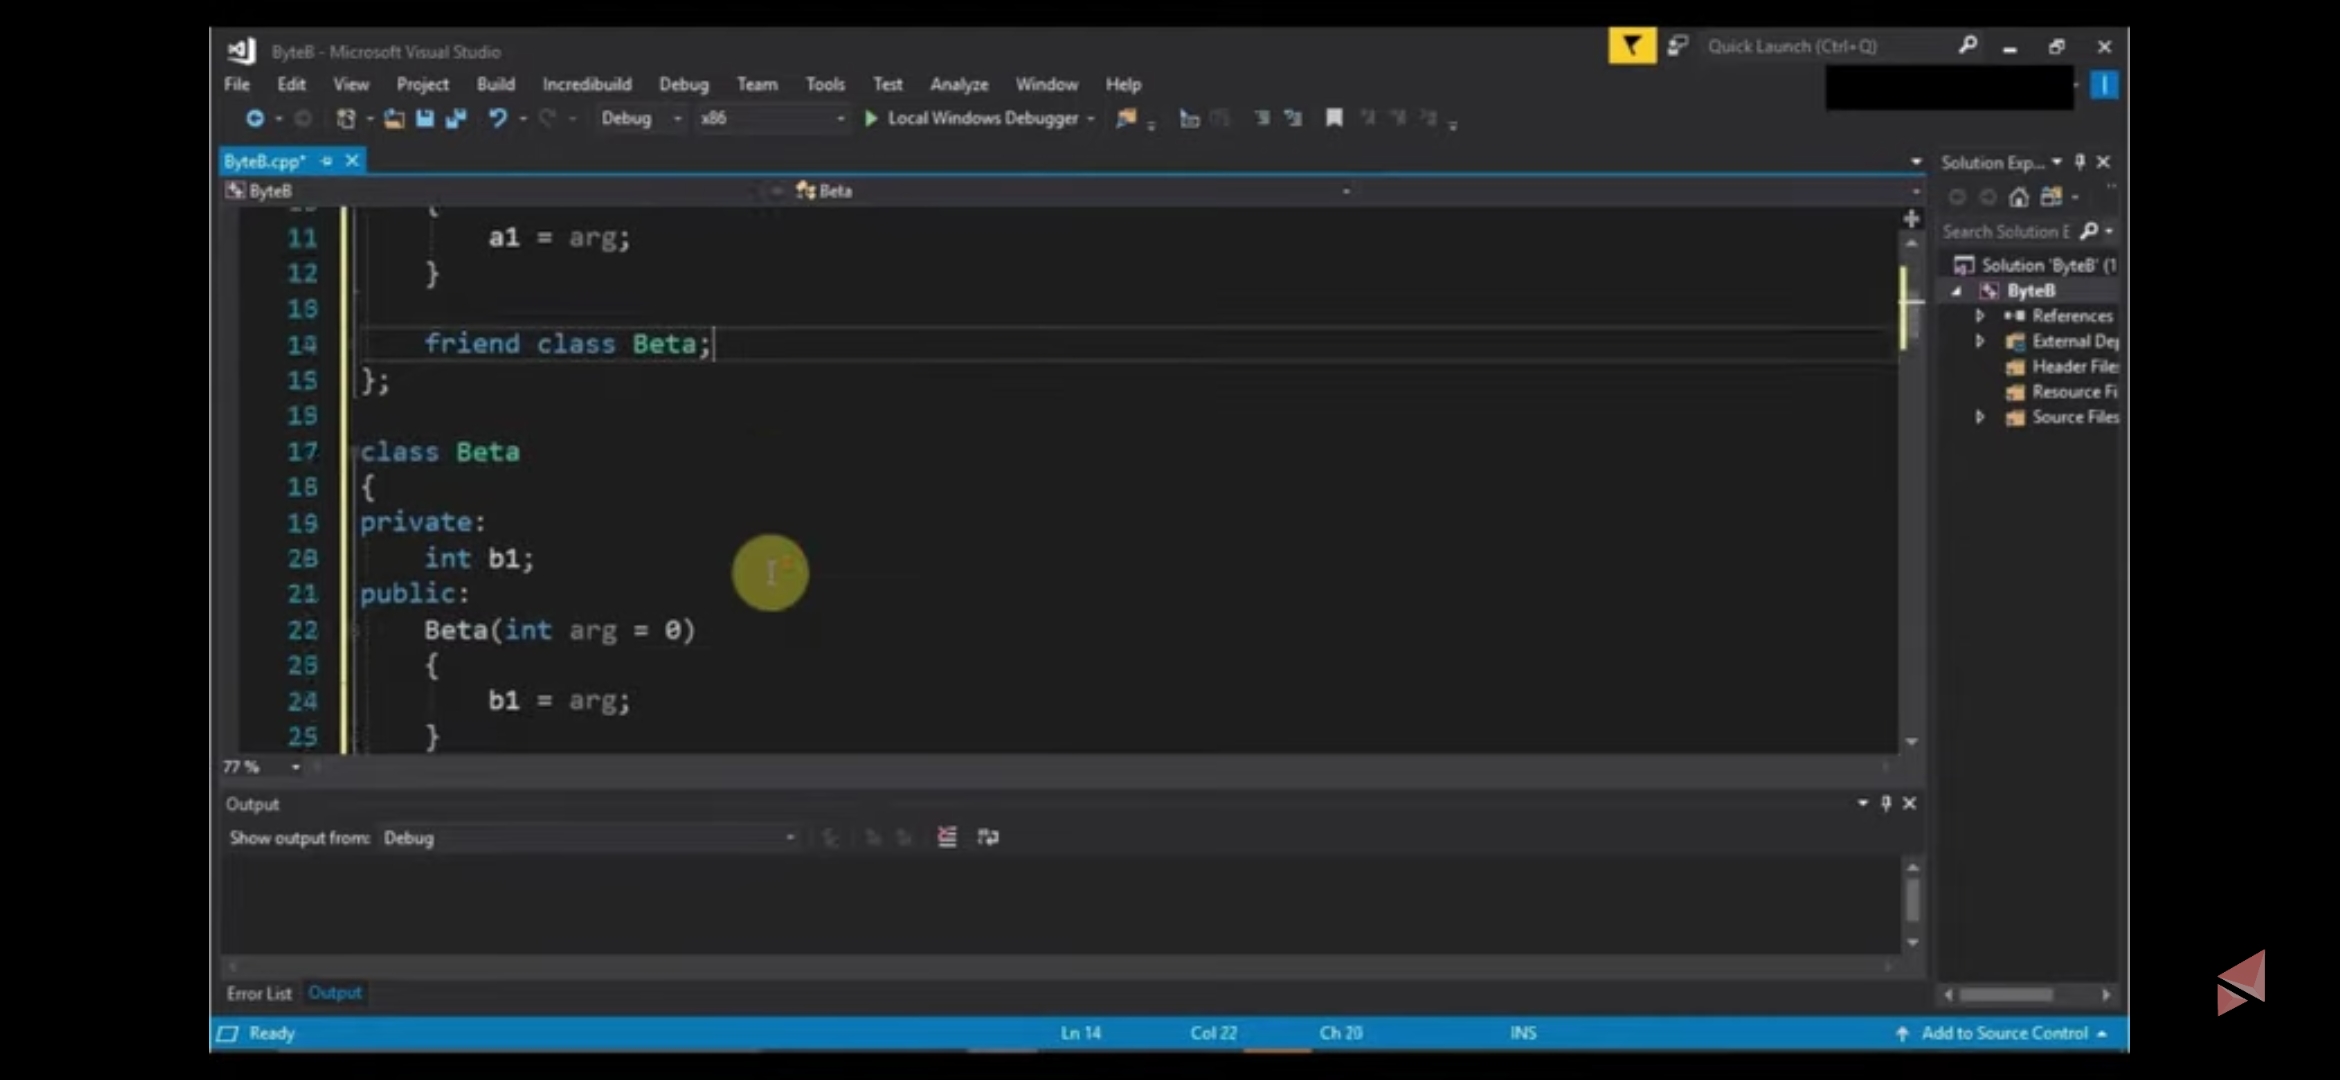 ByteB - Microsoft Visual Studio
Quick Launch (Ctrl+Q)
File Edit View Project Build Incredibuild Debug Team Tools Test Analyze Window Help
Debug x86 Local Windows Debugger
ByteB.cpp*
Solution Exp...
ByteB Beta
Search Solution E
11 a1 = arg;
12 }
13
14 friend class Beta;
15 };
16
17 class Beta
18 {
19 private:
20 int b1;
21 public:
22 Beta(int arg = 0)
23 {
24 b1 = arg;
25 }
Solution 'ByteB' (1
ByteB
References
External Dep
Header Files
Resource Fi
Source Files
77 %
Output
Show output from: Debug
Error List Output
Ready Ln 14 Col 22 Ch 20 INS Add to Source Control